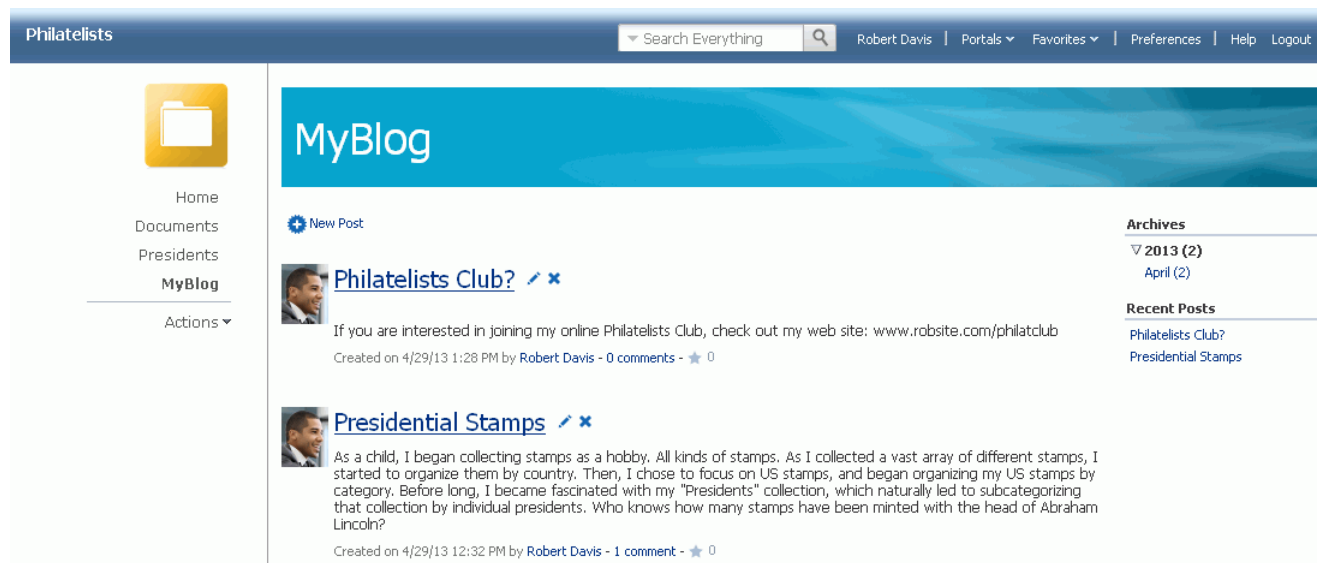 Philatelists
Search Everything
Robert Davis | Portals Favorites | Preferences | Help Logout
Home
Documents
Presidents
MyBlog
Actions
MyBlog
New Post
Philatelists Club?
If you are interested in joining my online Philatelists Club, check out my web site: www.robsite.com/philatclub
Created on 4/29/13 1:28 PM by Robert Davis - 0 comments - 0
Presidential Stamps
As a child, I began collecting stamps as a hobby. All kinds of stamps. As I collected a vast array of different stamps, I
started to organize them by country. Then, I chose to focus on US stamps, and began organizing my US stamps by
category. Before long, I became fascinated with my "Presidents" collection, which naturally led to subcategorizing
that collection by individual presidents. Who knows how many stamps have been minted with the head of Abraham
Lincoln?
Created on 4/29/13 12:32 PM by Robert Davis - 1 comment - 0
Archives
2013 (2)
April (2)
Recent Posts
Philatelists Club?
Presidential Stamps